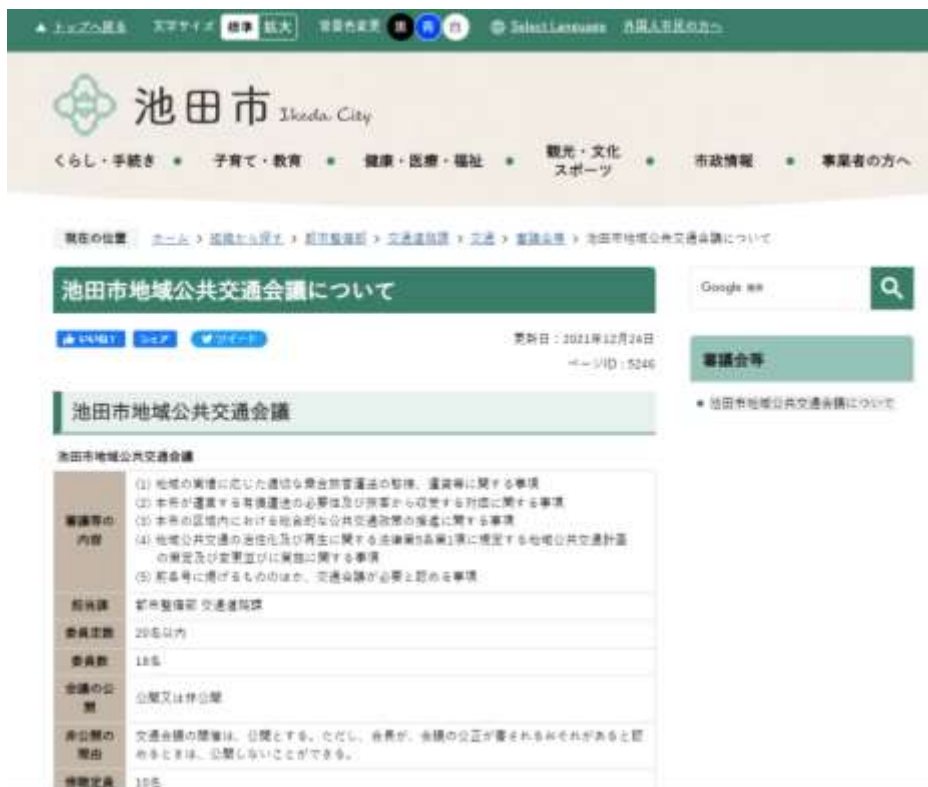 ▲ トップへ戻る 文字サイズ 標準 拡大 背景色変更 黒 青 白 Select Language 外国人市民の方へ
池田市 Ikeda City
くらし・手続き ● 子育て・教育 ● 健康・医療・福祉 ● 観光・文化 スポーツ ● 市政情報 ● 事業者の方へ
現在の位置 ホーム > 組織から探す > 都市整備部 > 交通道路課 > 交通 > 審議会等 > 池田市地域公共交通会議について
池田市地域公共交通会議について
Google 検索
シェア ツイート
更新日：2021年12月24日
ページID：5246
審議会等
● 池田市地域公共交通会議について
池田市地域公共交通会議
池田市地域公共交通会議
審議等の内容
(1) 地域の実情に応じた適切な乗合旅客運送の態様、運賃等に関する事項
(2) 本市が運営する有償運送の必要性及び旅客から収受する対価に関する事項
(3) 本市の区域内における総合的な公共交通政策の推進に関する事項
(4) 地域公共交通の活性化及び再生に関する法律第5条第1項に規定する地域公共交通計画
の策定及び変更並びに実施に関する事項
(5) 前各号に掲げるもののほか、交通会議が必要と認める事項
担当課 都市整備部 交通道路課
委員定数 20名以内
委員数 18名
会議の公開 公開又は非公開
非公開の理由 交通会議の開催は、公開とする。ただし、会長が、会議の公正が害されるおそれがあると認
めるときは、公開しないことができる。
傍聴定員 10名